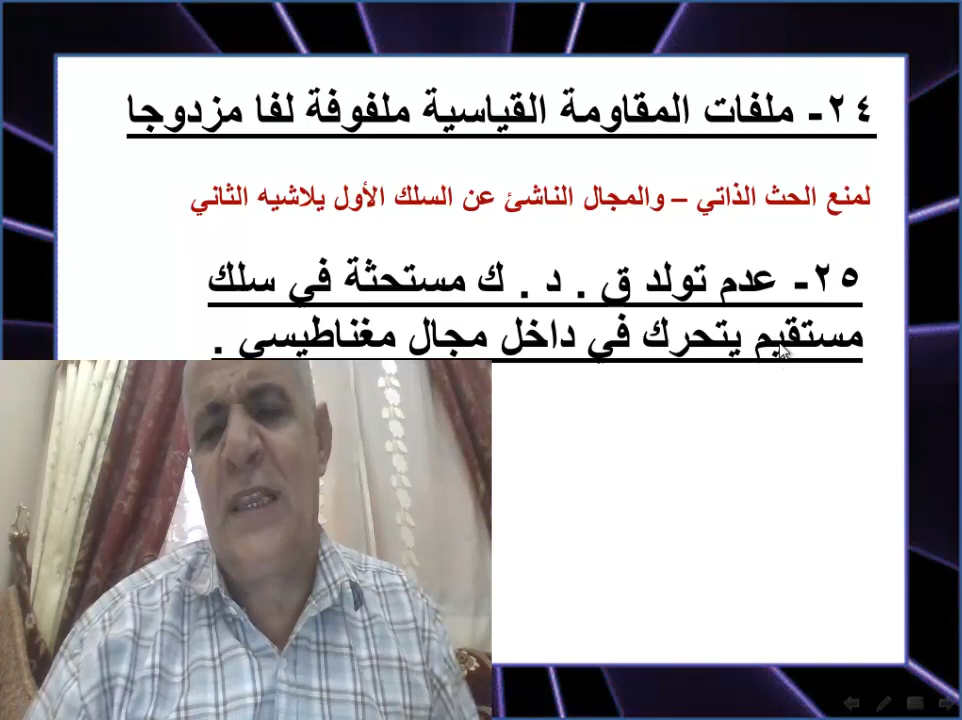 ٢٤- ملفات المقاومة القياسية ملفوفة لفا مزدوجا
لمنع الحث الذاتي – والمجال الناشئ عن السلك الأول يلاشيه الثاني
٢٥- عدم تولد ق . د . ك مستحثة في سلك
مستقيم يتحرك في داخل مجال مغناطيسي .